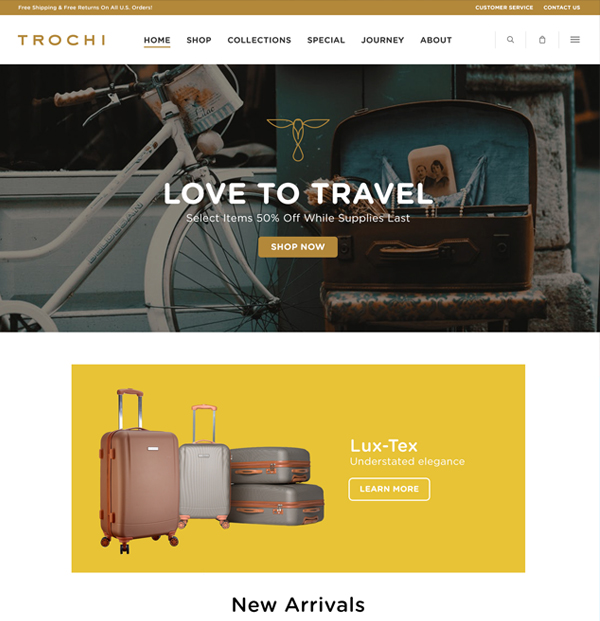 Free Shipping & Free Returns On All U.S. Orders!
CUSTOMER SERVICE
CONTACT US
TROCHI
HOME
SHOP
COLLECTIONS
SPECIAL
JOURNEY
ABOUT
LOVE TO TRAVEL
Select Items 50% Off While Supplies Last
SHOP NOW
Lux-Tex
Understated elegance
LEARN MORE
New Arrivals